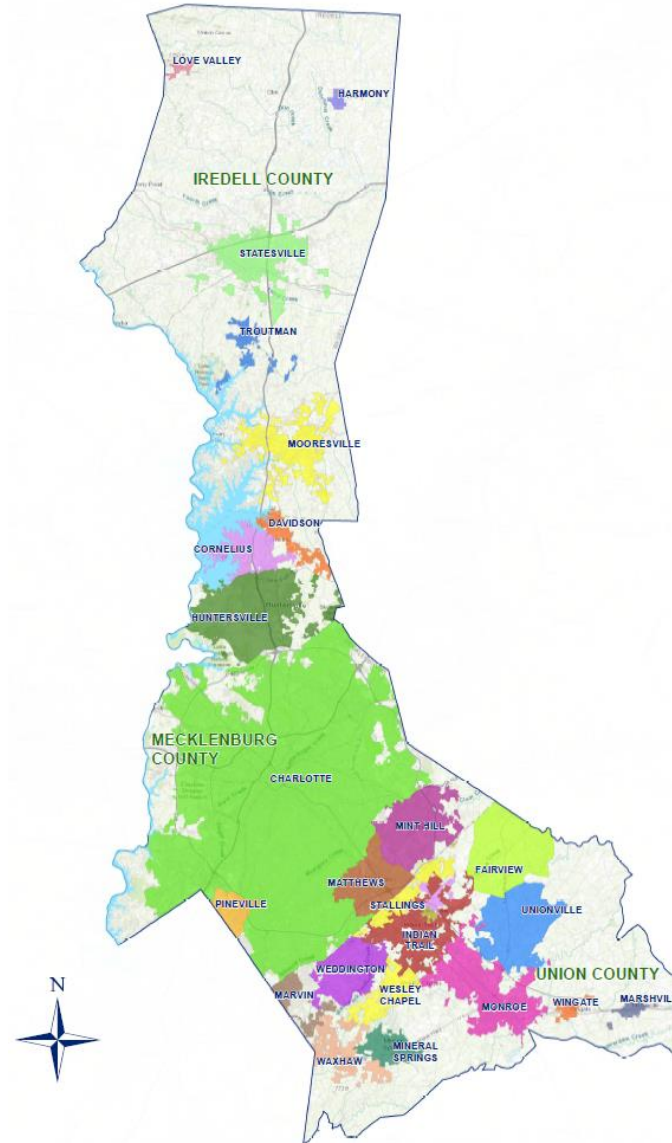 LOVE VALLEY
HARMONY
IREDELL COUNTY
STATESVILLE
TROUTMAN
MOORESVILLE
DAVIDSON
CORNELIUS
HUNTERSVILLE
MECKLENBURG
COUNTY
CHARLOTTE
MINT HILL
FAIRVIEW
MATTHEWS
STALLINGS
PINEVILLE
UNIONVILLE
INDIAN
TRAIL
WEDDINGTON
UNION COUNTY
WESLEY
CHAPEL
MARVIN
MONROE
WINGATE
MARSHVIL
MINERAL
SPRINGS
WAXHAW
N